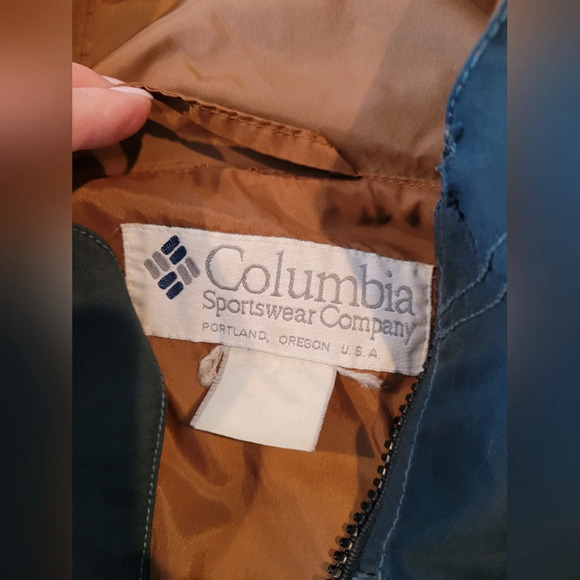 Columbia
Sportswear Company
PORTLAND, OREGON U.S.A